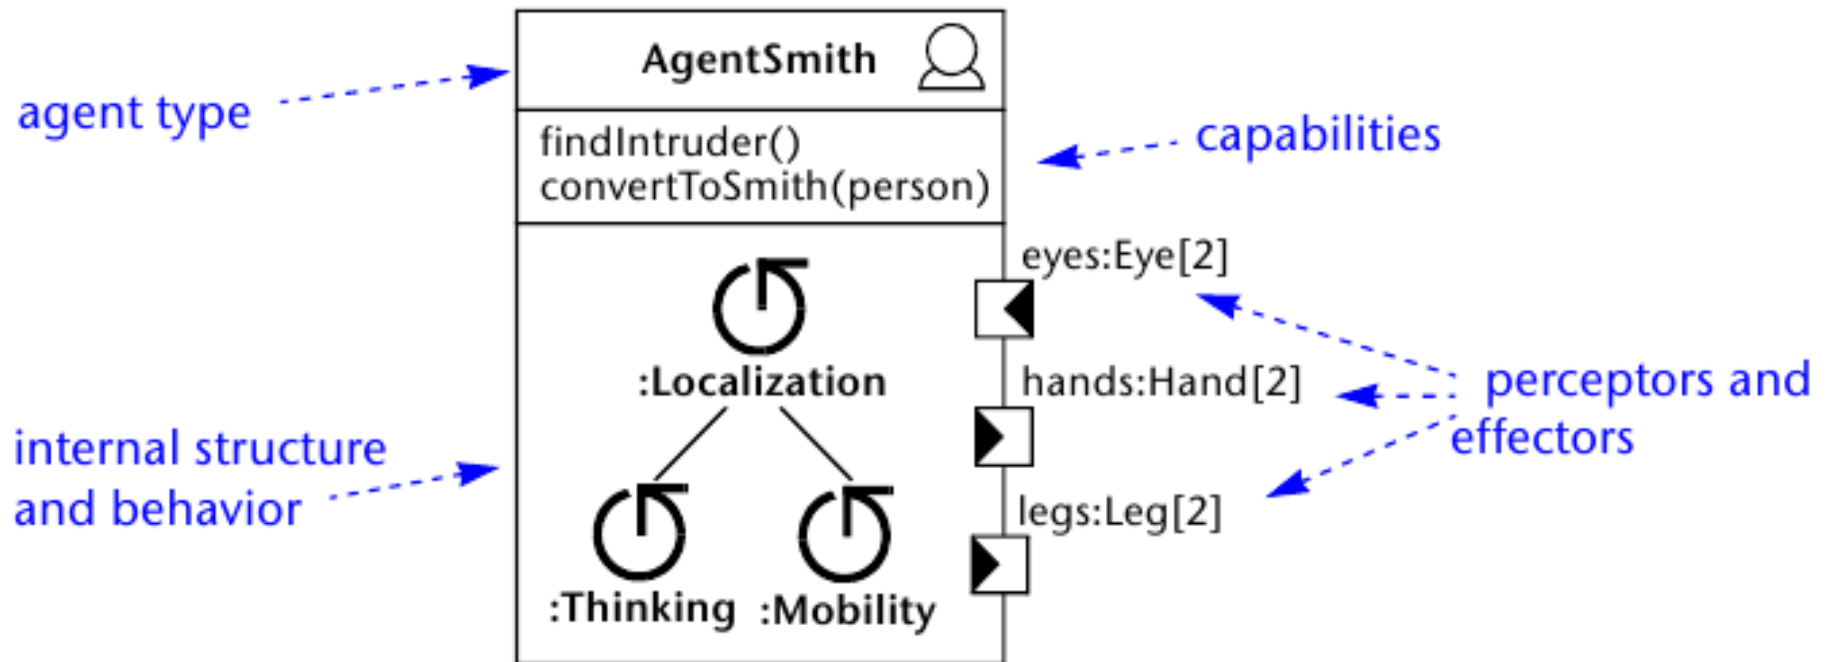 AgentSmith
agent type
findIntruder()
convertToSmith(person)
capabilities
eyes:Eye[2]
:Localization
hands:Hand[2]
perceptors and
effectors
internal structure
and behavior
legs:Leg[2]
:Thinking
:Mobility